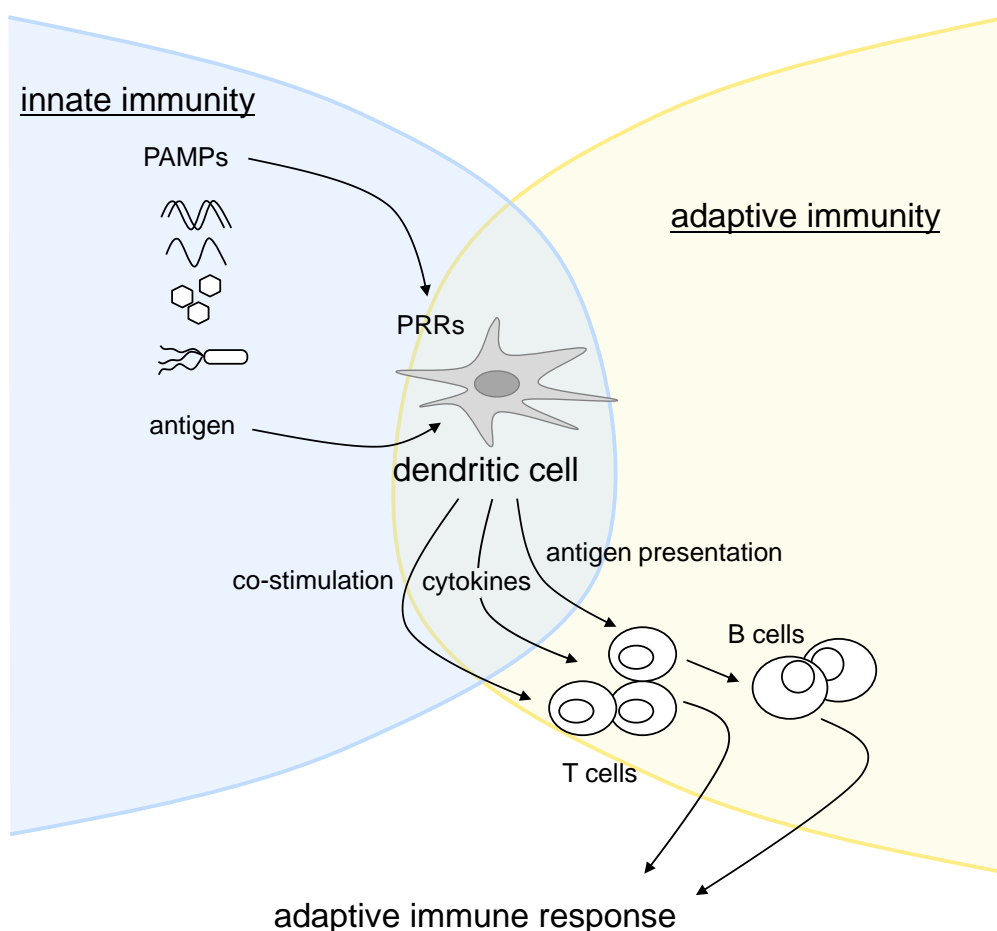 innate immunity
PAMPs
adaptive immunity
PRRs
antigen
dendritic cell
antigen presentation
co-stimulation
cytokines
B cells
T cells
adaptive immune response